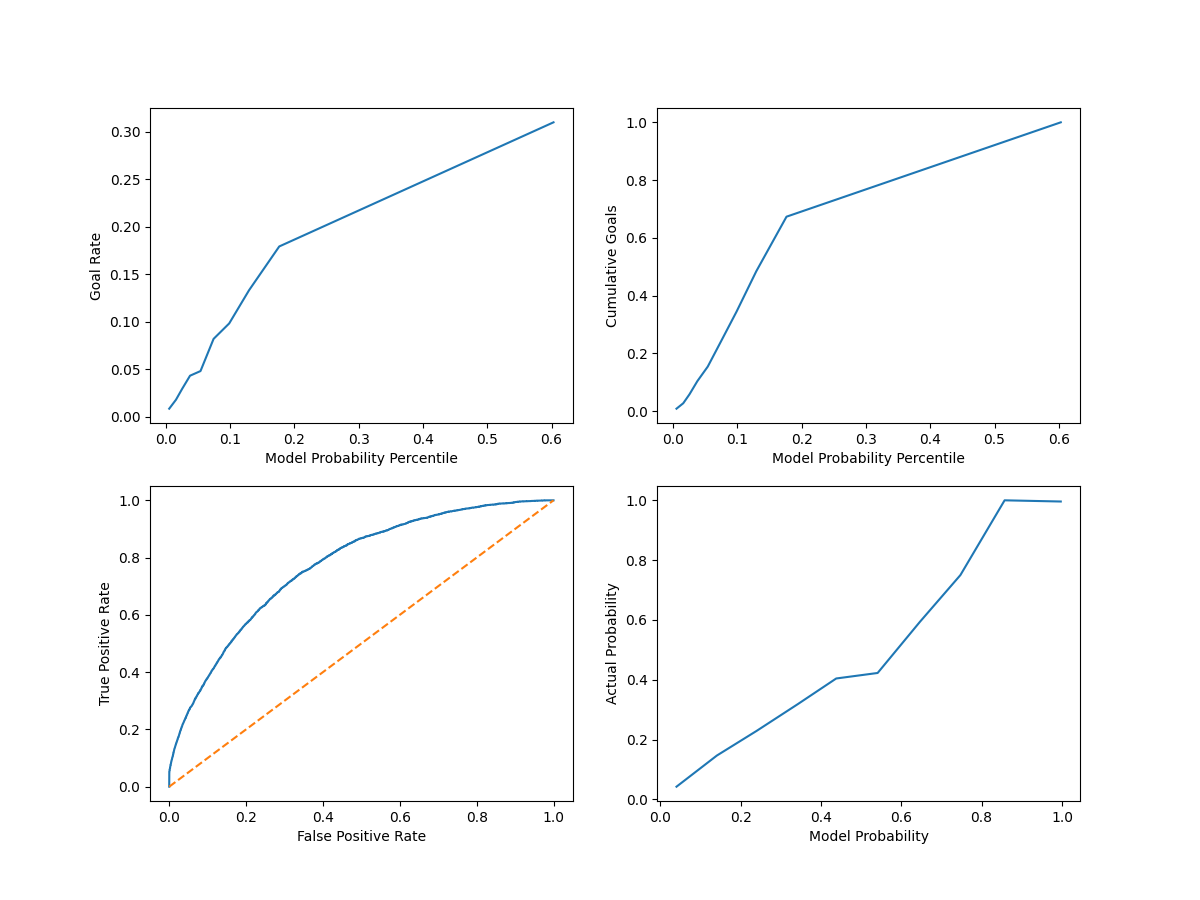 0.30
0.25
0.20
0.15
0.10
0.05
0.00
Goal Rate
0.0 0.1 0.2 0.3 0.4 0.5 0.6
Model Probability Percentile
1.0
0.8
0.6
0.4
0.2
0.0
Cumulative Goals
0.0 0.1 0.2 0.3 0.4 0.5 0.6
Model Probability Percentile
1.0
0.8
0.6
0.4
0.2
0.0
True Positive Rate
0.0 0.2 0.4 0.6 0.8 1.0
False Positive Rate
1.0
0.8
0.6
0.4
0.2
0.0
Actual Probability
0.0 0.2 0.4 0.6 0.8 1.0
Model Probability